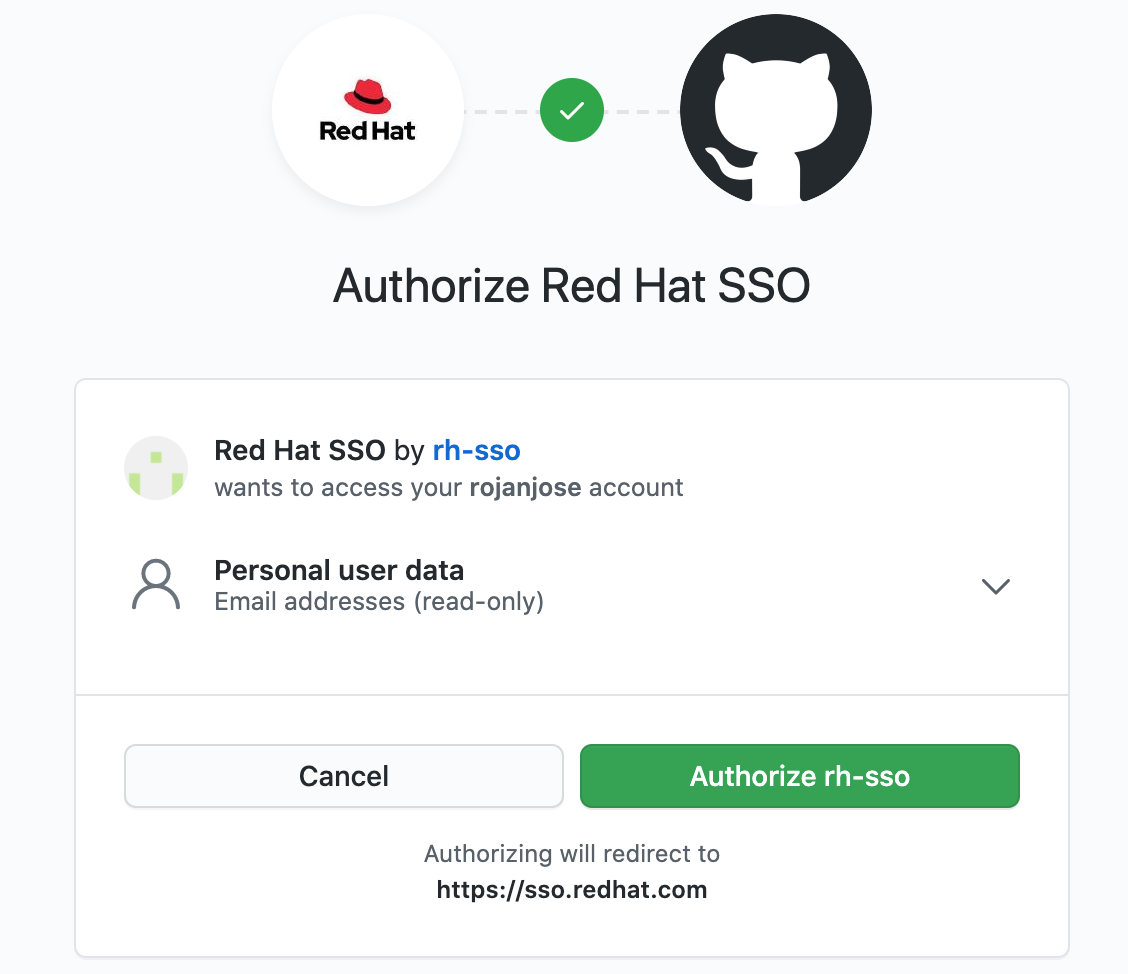 Red Hat
Authorize Red Hat SSO
Red Hat SSO by rh-sso
wants to access your rojanjose account
Personal user data
Email addresses (read-only)
Cancel
Authorize rh-sso
Authorizing will redirect to
https://sso.redhat.com